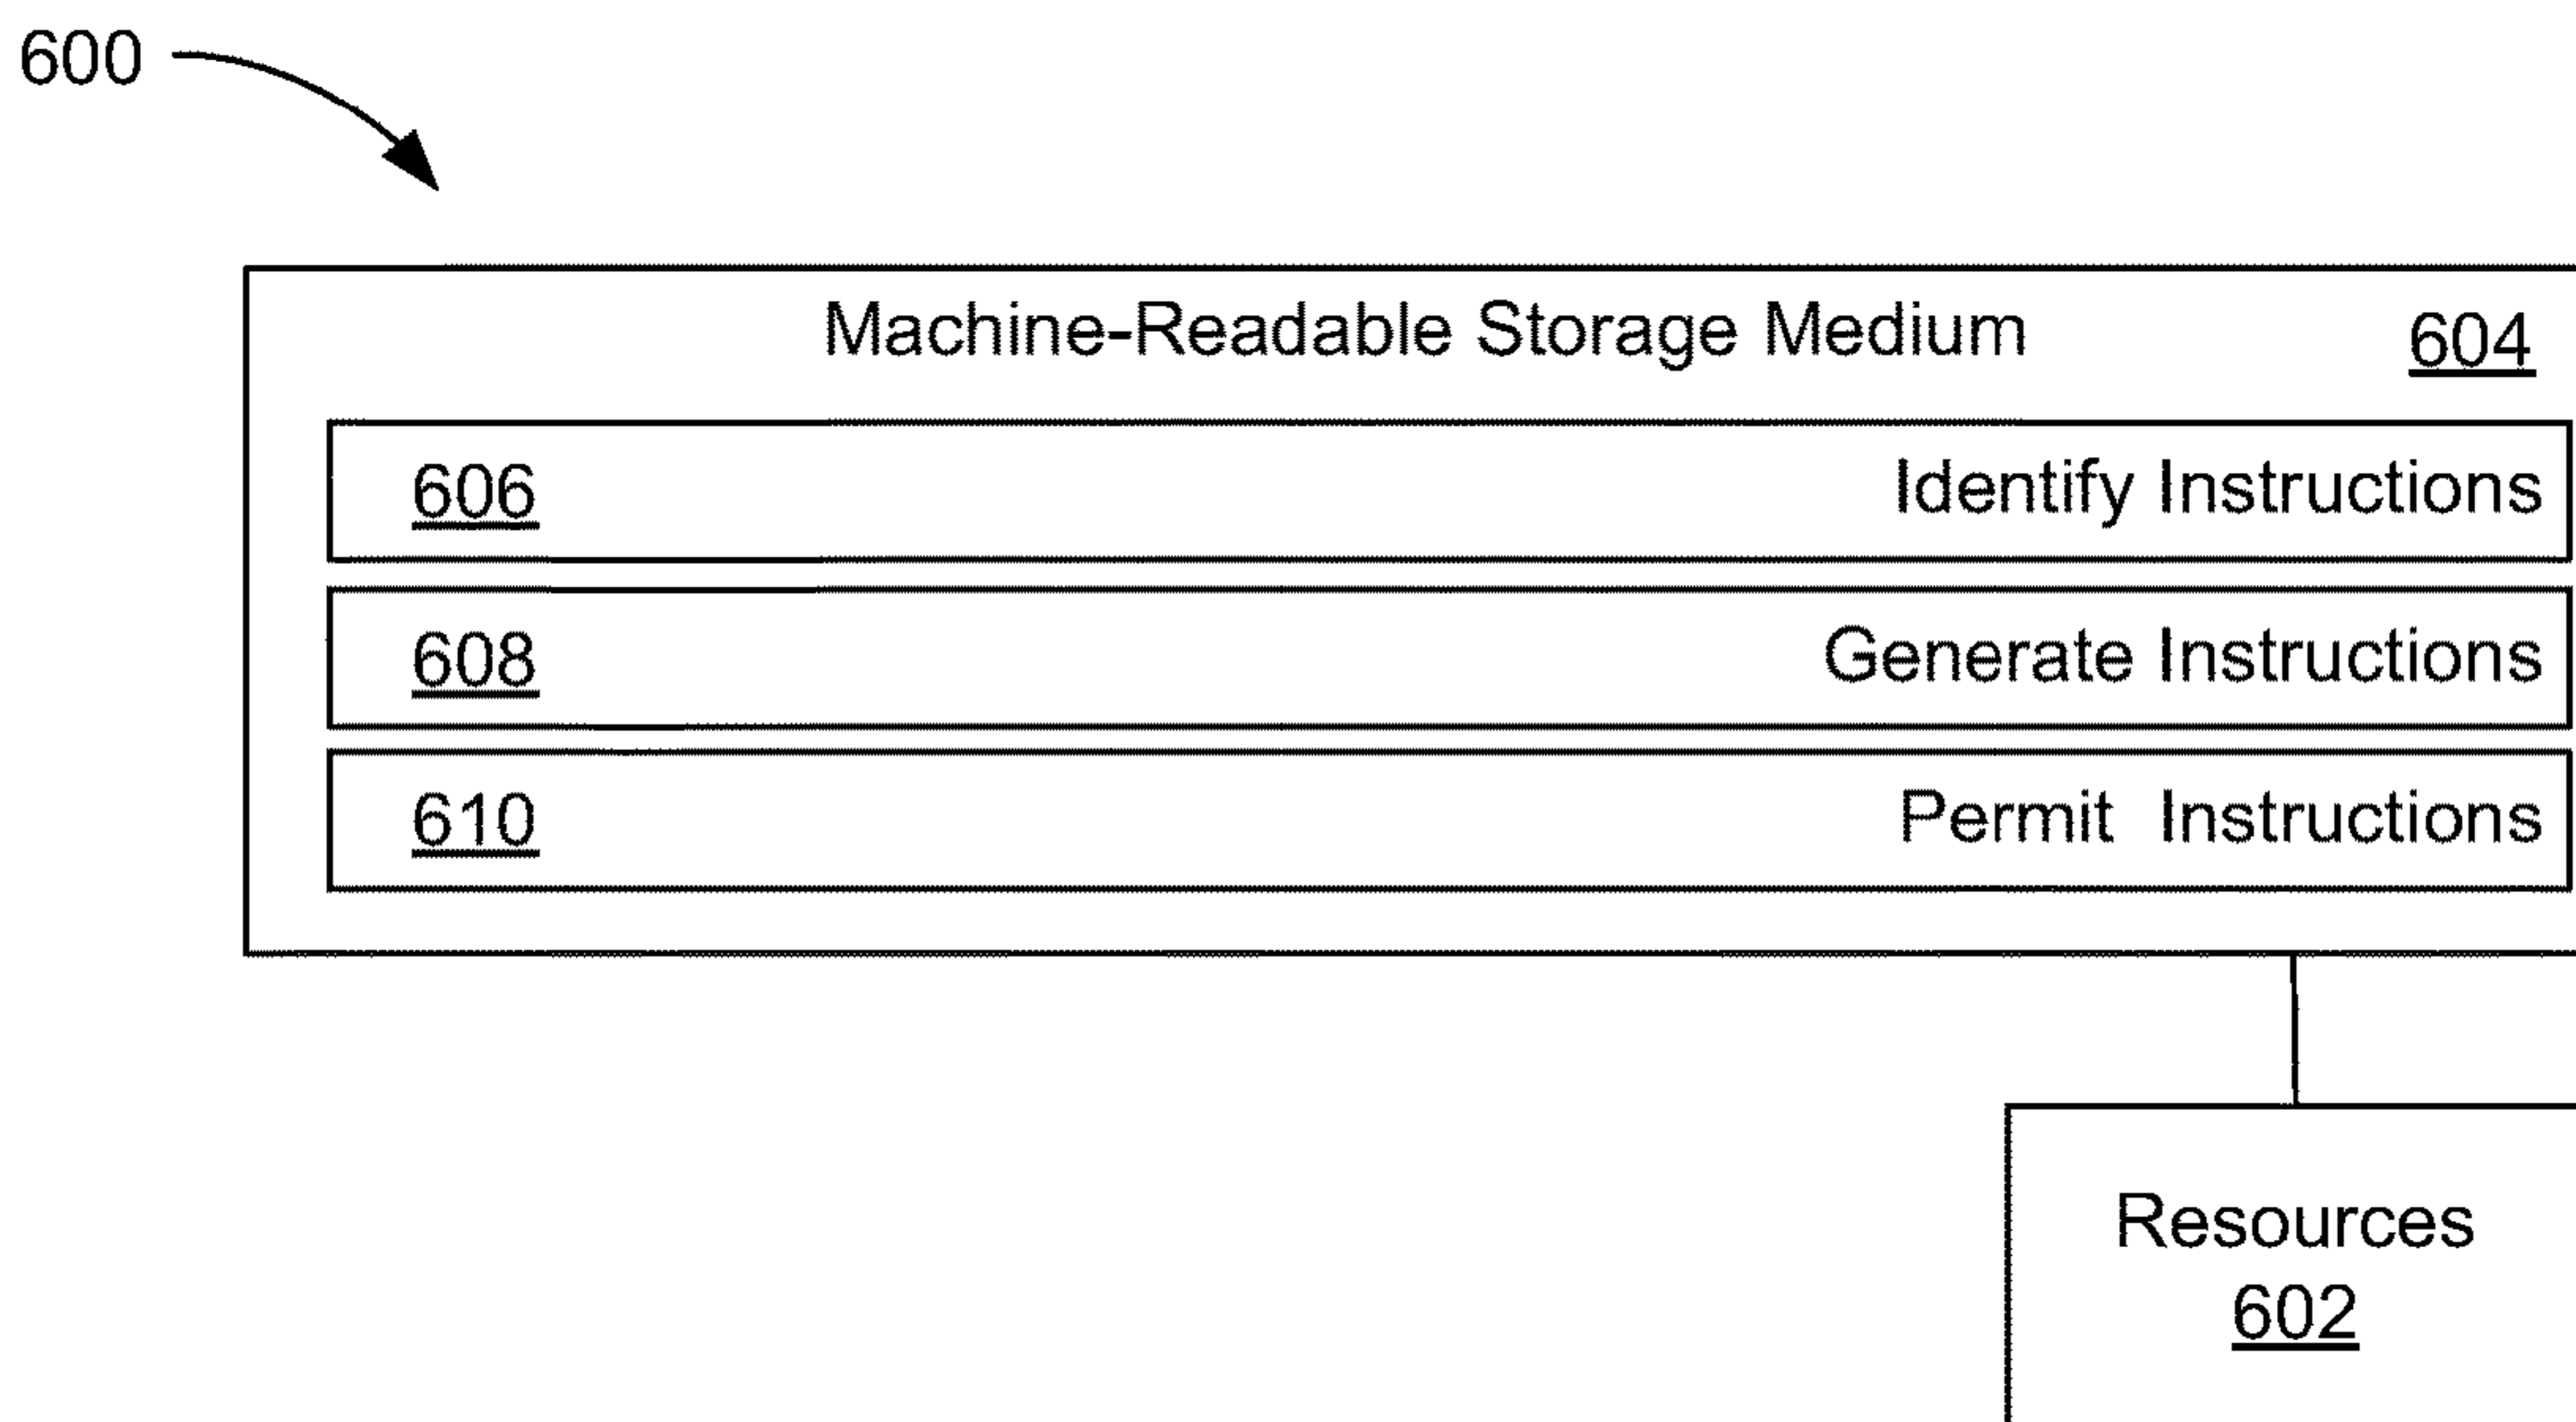 600
Machine-Readable Storage Medium 604
606 Identify Instructions
608 Generate Instructions
610 Permit Instructions
Resources
602